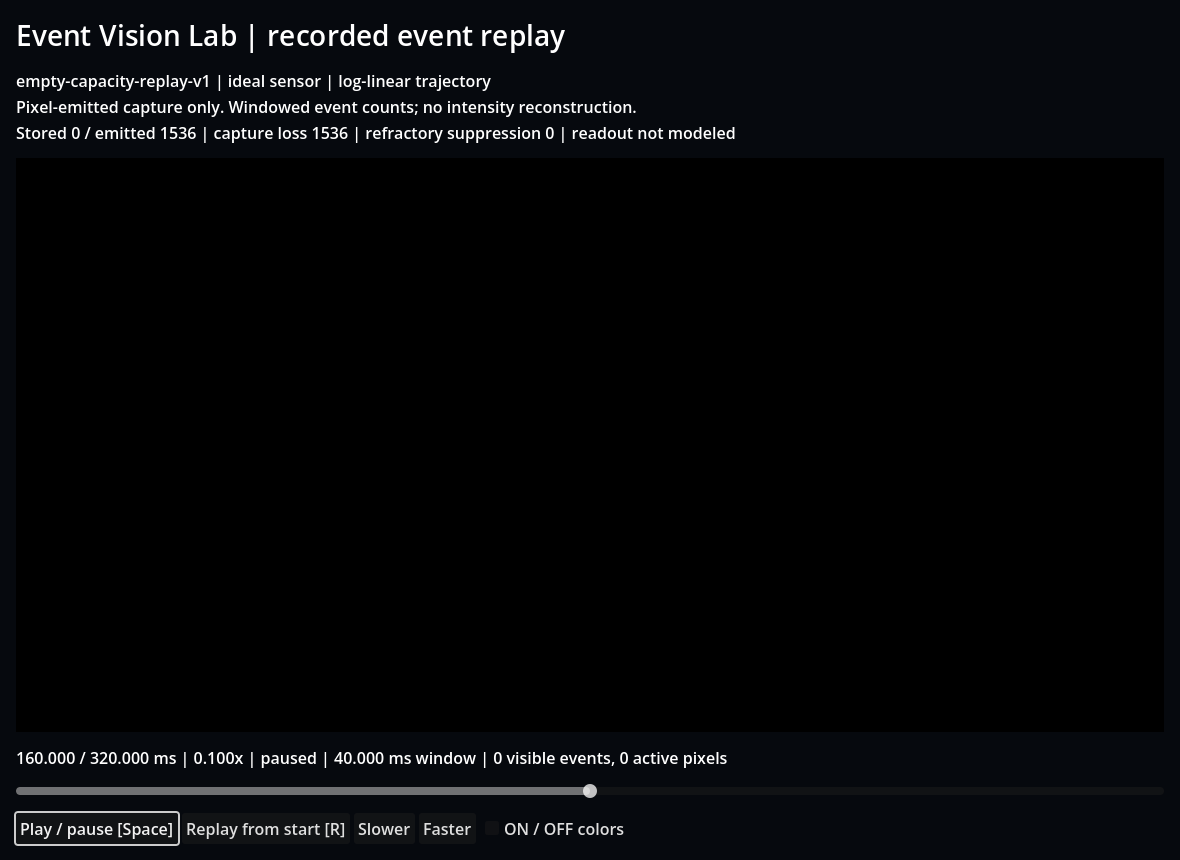 Event Vision Lab | recorded event replay
empty-capacity-replay-v1 | ideal sensor | log-linear trajectory
Pixel-emitted capture only. Windowed event counts; no intensity reconstruction.
Stored 0 / emitted 1536 | capture loss 1536 | refractory suppression 0 | readout not modeled
160.000 / 320.000 ms | 0.100x | paused | 40.000 ms window | 0 visible events, 0 active pixels
Play / pause [Space] Replay from start [R] Slower Faster ON / OFF colors